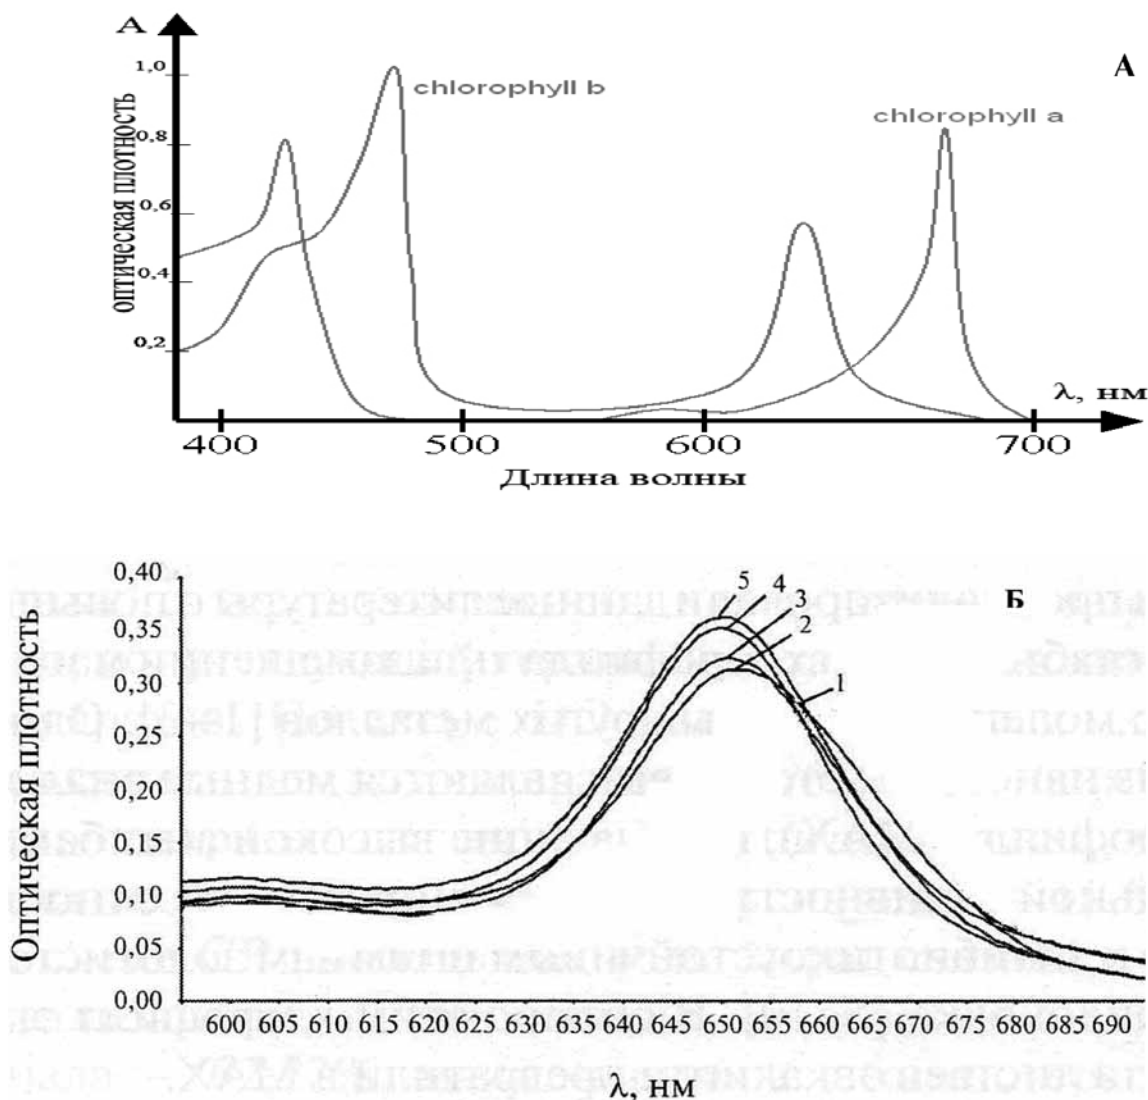 А
А
1,0
chlorophyll b
chlorophyll a
0,8
0,6
0,4
0,2
оптическая плотность
λ, нм
400 500 600 700
Длина волны
0,40
Б
5 4 3 2 1
0,35
0,30
0,25
0,20
0,15
0,10
0,05
0,00
Оптическая плотность
600 605 610 615 620 625 630 635 640 645 650 655 660 665 670 675 680 685 690
λ, нм